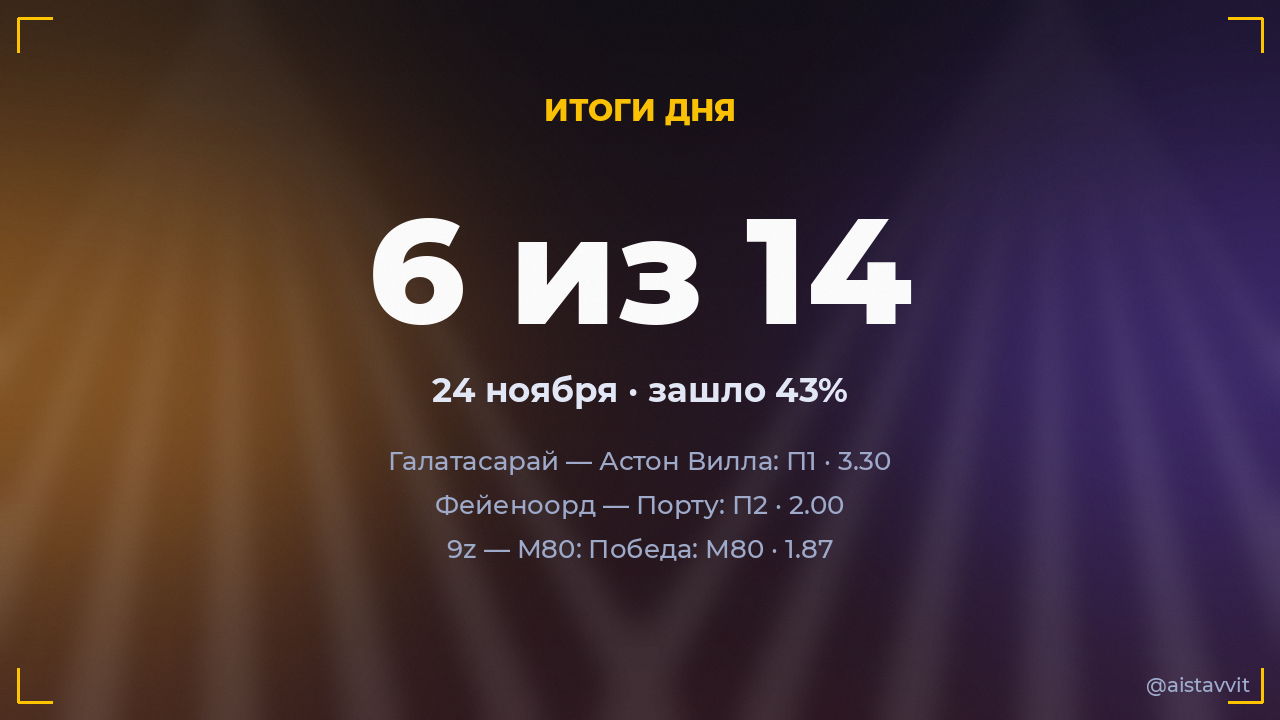 ИТОГИ ДНЯ
6 из 14
24 ноября · зашло 43%
Галатасарай — Астон Вилла: П1 · 3.30
Фейеноорд — Порту: П2 · 2.00
9z — M80: Победа: M80 · 1.87
@aistavvit